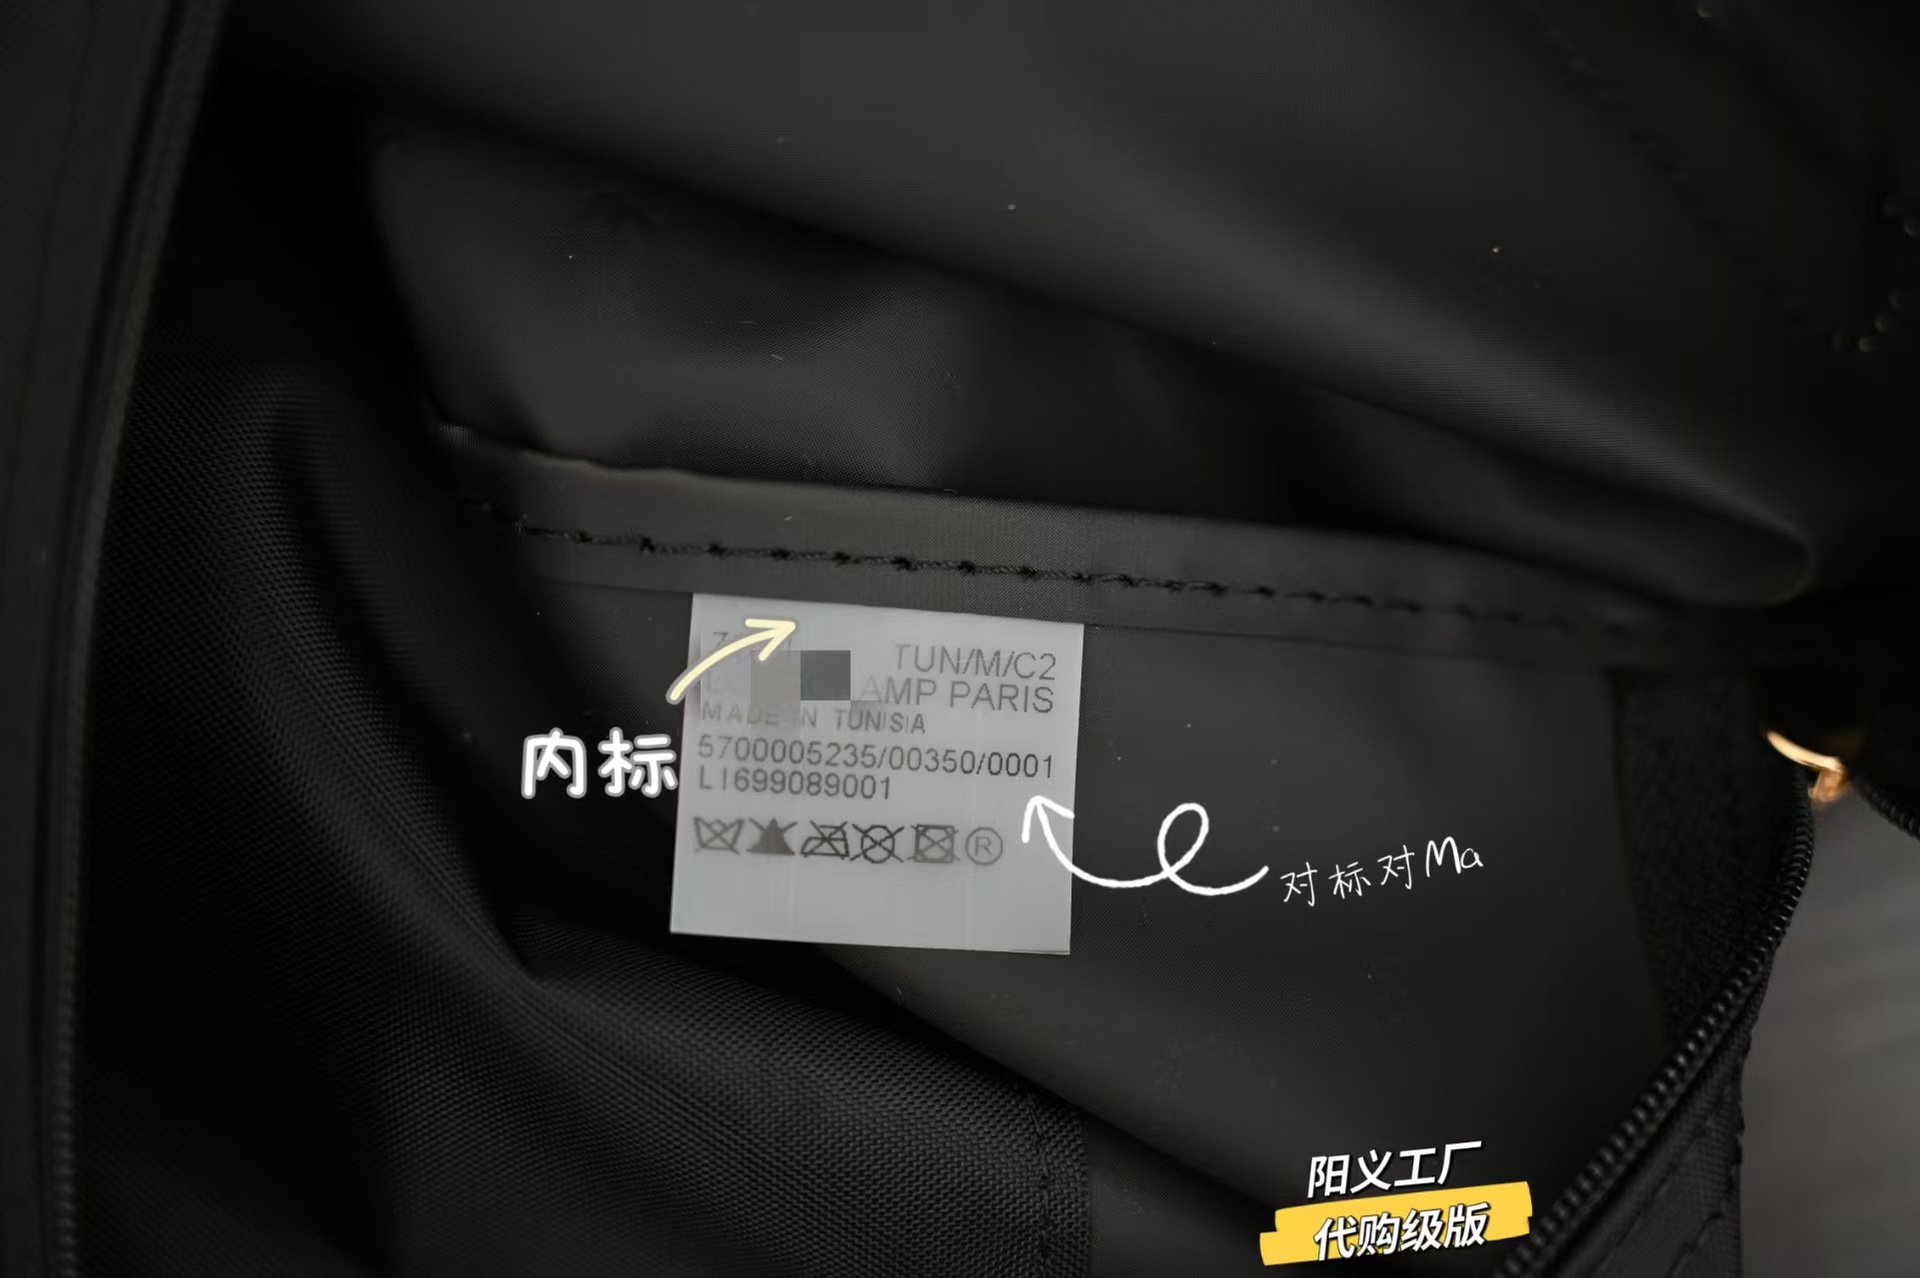 TUN/M/C2
AMP PARIS
MADE IN TUNISIA
5700005235/00350/0001
LI699089001
R
内标
对标对Ma
阳义工厂
代购级版